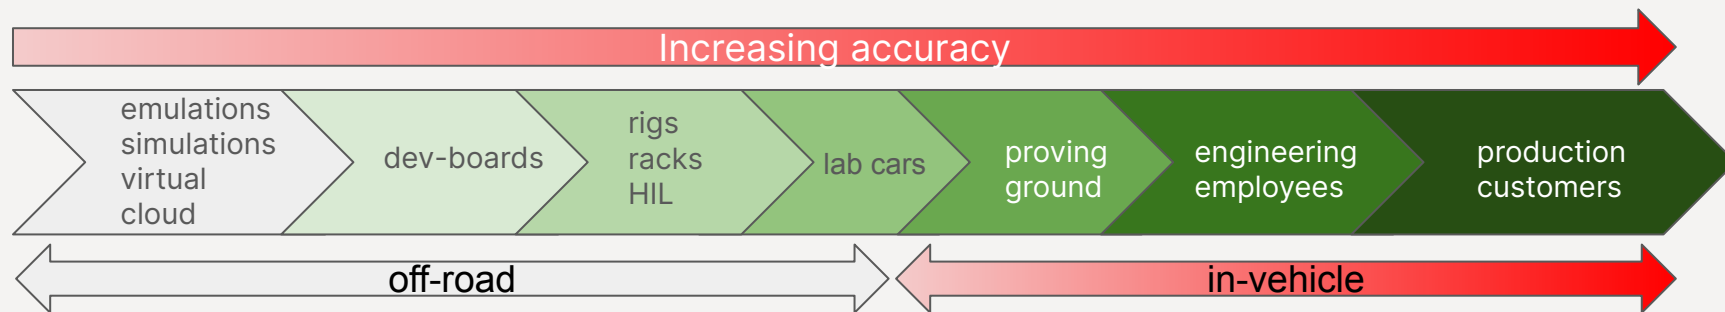 Increasing accuracy
emulations
simulations
virtual
cloud
dev-boards
rigs
racks
HIL
lab cars
proving
ground
engineering
employees
production
customers
off-road
in-vehicle